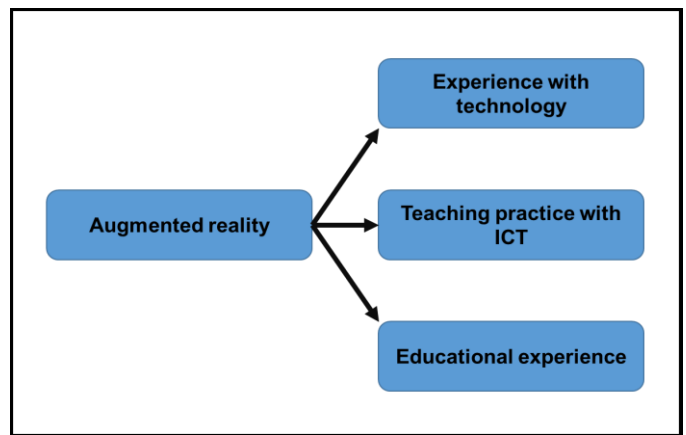 Experience with
technology
Augmented reality
Teaching practice with
ICT
Educational experience